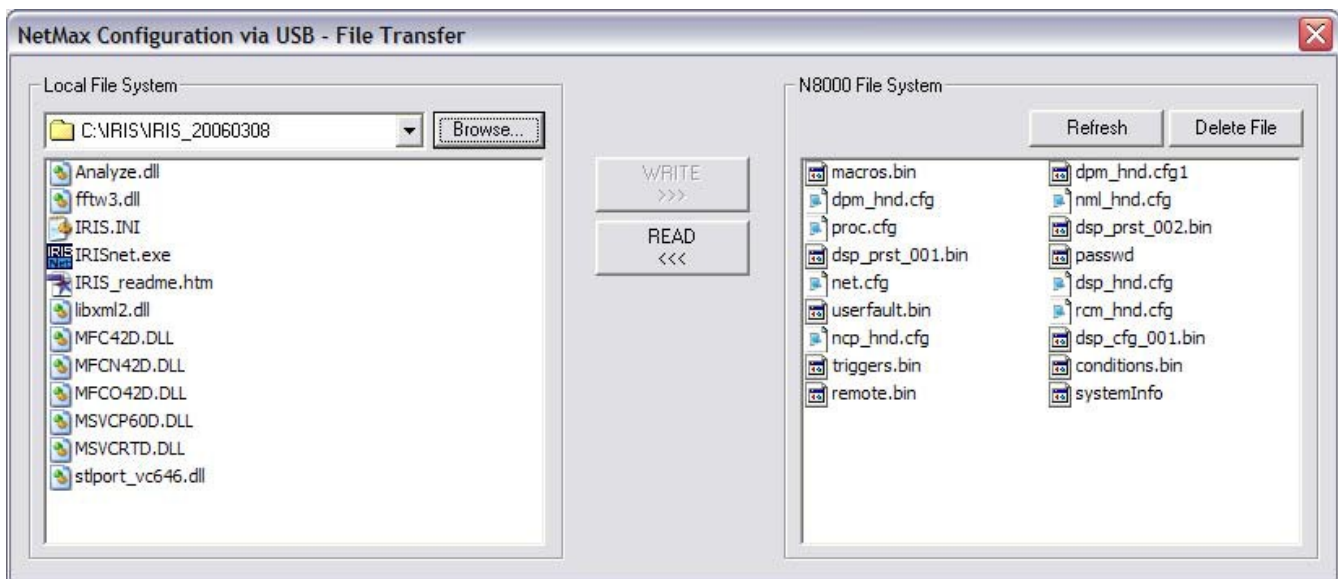 NetMax Configuration via USB - File Transfer
Local File System
C:\IRIS\IRIS_20060308
Browse...
Analyze.dll
fftw3.dll
IRIS.INI
IRIS Net
IRISnet.exe
IRIS_readme.htm
libxml2.dll
MFC42D.DLL
MFCN42D.DLL
MFCO42D.DLL
MSVCP60D.DLL
MSVCRTD.DLL
stlport_vc646.dll
WRITE
>>>
READ
<<<
N8000 File System
Refresh
Delete File
macros.bin
dpm_hnd.cfg
proc.cfg
dsp_prst_001.bin
net.cfg
userfault.bin
ncp_hnd.cfg
triggers.bin
remote.bin
dpm_hnd.cfg1
nml_hnd.cfg
dsp_prst_002.bin
passwd
dsp_hnd.cfg
rcm_hnd.cfg
dsp_cfg_001.bin
conditions.bin
systemInfo